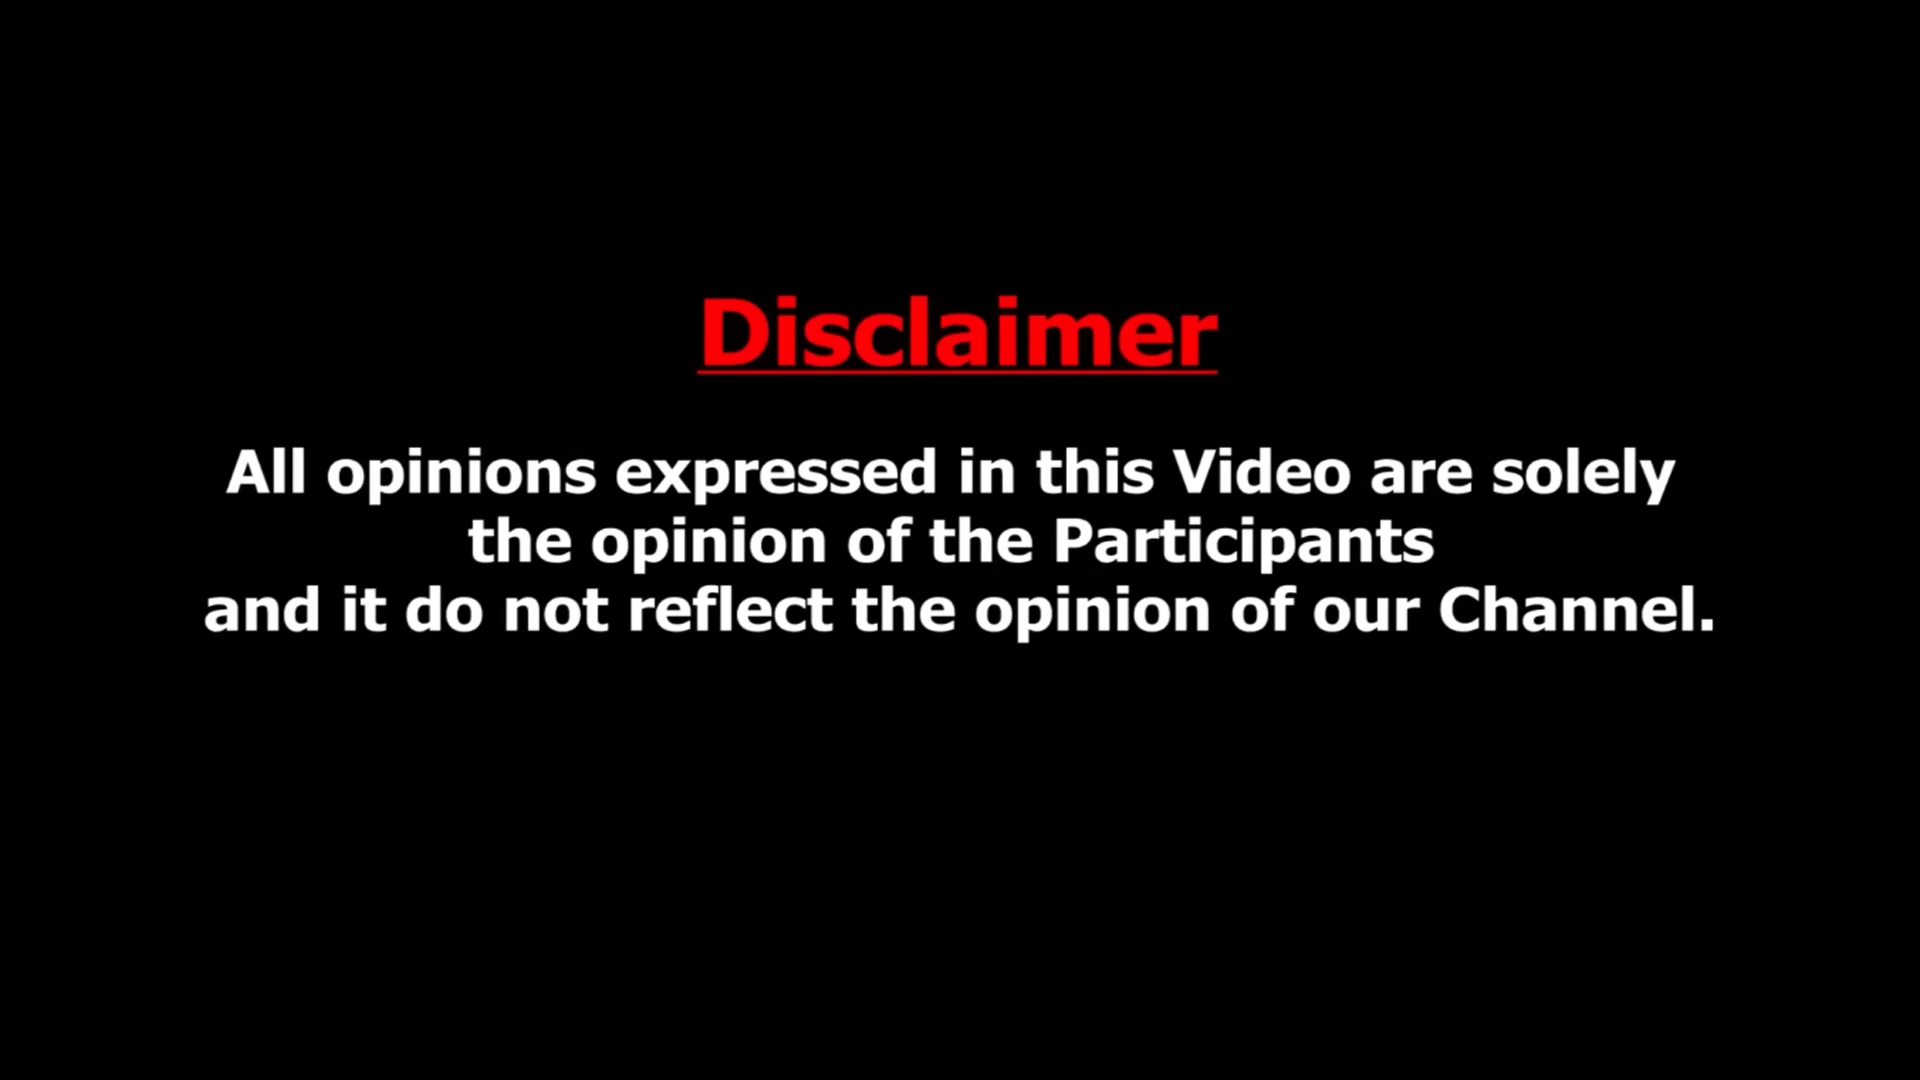 Disclaimer
All opinions expressed in this Video are solely
the opinion of the Participants
and it do not reflect the opinion of our Channel.